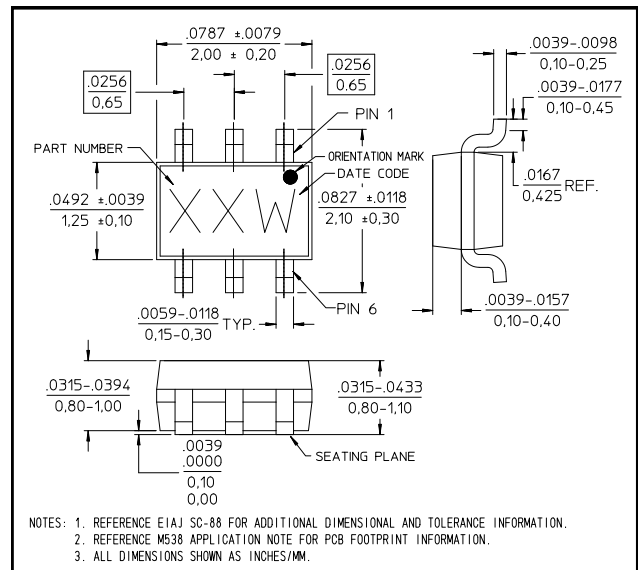 .0787 ±.0079
2,00 ± 0,20
.0256
0,65
.0256
0.65
.0039-.0098
0,10-0,25
.0039-.0177
0,10-0,45
PIN 1
PART NUMBER
ORIENTATION MARK
DATE CODE
.0492 ±.0039
1,25 ±0,10
XXW
.0827 ±.0118
2,10 ±0,30
.0167
0,425
REF.
PIN 6
.0059-.0118
0,15-0,30
TYP.
.0039-.0157
0,10-0,40
.0315-.0394
0,80-1,00
.0315-.0433
0,80-1,10
.0039
.0000
0,10
0,00
SEATING PLANE
NOTES: 1. REFERENCE EIAJ SC-88 FOR ADDITIONAL DIMENSIONAL AND TOLERANCE INFORMATION.
2. REFERENCE M538 APPLICATION NOTE FOR PCB FOOTPRINT INFORMATION.
3. ALL DIMENSIONS SHOWN AS INCHES/MM.